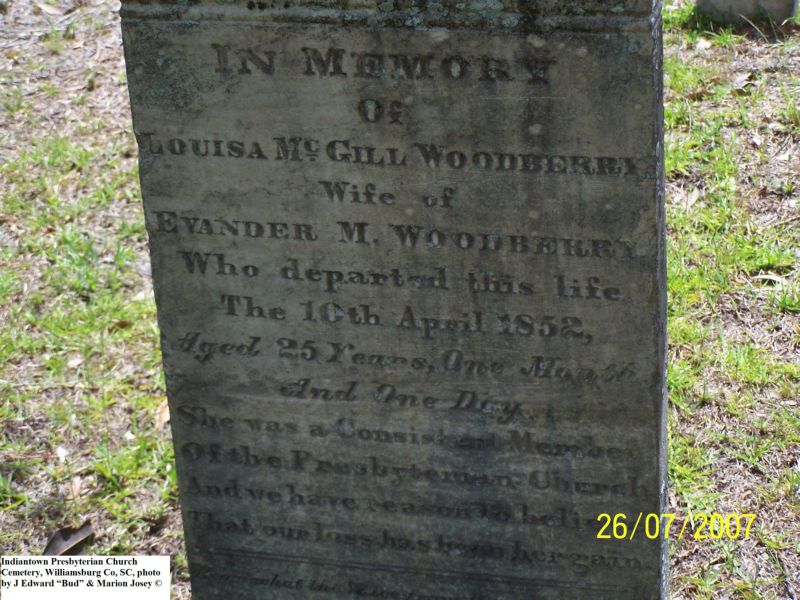 IN MEMORY
Of
LOUISA McGILL WOODBERRY
Wife of
EVANDER M. WOODBERRY
Who departed this life
The 10th April 1852,
Aged 25 Years, One Month
And One Day.
She was a Consistent Member
Of the Presbyterian Church
And we have reason to believe
That our loss has been her gain.
what the
26/07/2007
Indiantown Presbyterian Church
Cemetery, Williamsburg Co, SC, photo
by J Edward “Bud” & Marion Josey ©